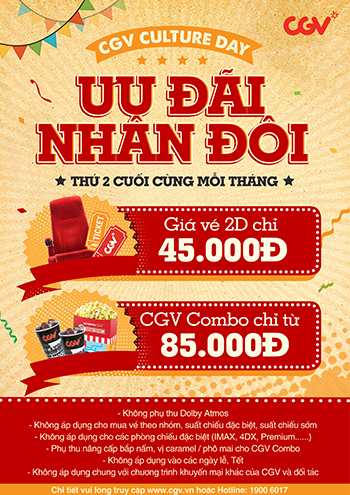 CGV*
CGV CULTURE DAY
ƯU ĐÃI
NHÂN ĐÔI
THỨ 2 CUỐI CÙNG MỖI THÁNG
TICKET
CGV
Giá vé 2D chỉ
45.000Đ
CGV
CGV
CGV Combo chỉ từ
85.000Đ
- Không phụ thu Dolby Atmos
- Không áp dụng cho mua vé theo nhóm, suất chiếu đặc biệt, suất chiếu sớm
- Không áp dụng cho các phòng chiếu đặc biệt (IMAX, 4DX, Premium......)
- Phụ thu nâng cấp bắp nấm, vị caramel / phô mai cho CGV Combo
- Không áp dụng vào các ngày lễ, Tết
- Không áp dụng chung với chương trình khuyến mại khác của CGV và đối tác
Chi tiết vui lòng truy cập www.cgv.vn hoặc Hotline: 1900 6017